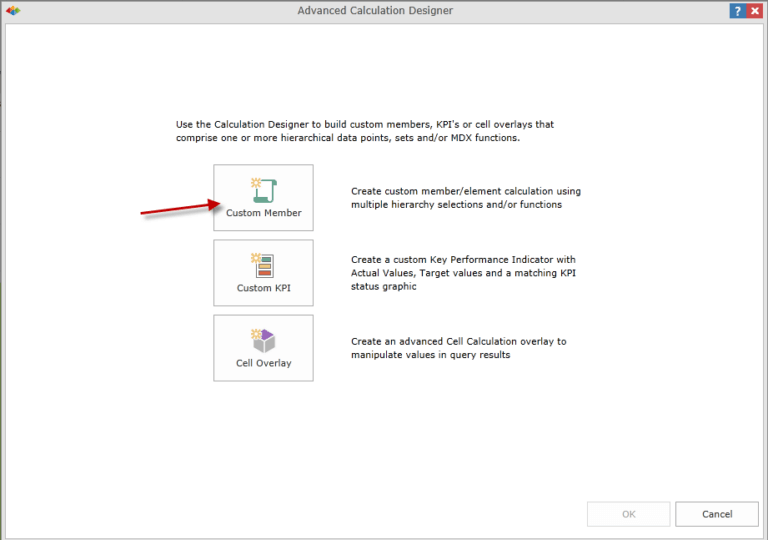 Advanced Calculation Designer
?
Use the Calculation Designer to build custom members, KPI's or cell overlays that
comprise one or more hierarchical data points, sets and/or MDX functions.
Custom Member
Create custom member/element calculation using
multiple hierarchy selections and/or functions
Custom KPI
Create a custom Key Performance Indicator with
Actual Values, Target values and a matching KPI
status graphic
Cell Overlay
Create an advanced Cell Calculation overlay to
manipulate values in query results
OK
Cancel